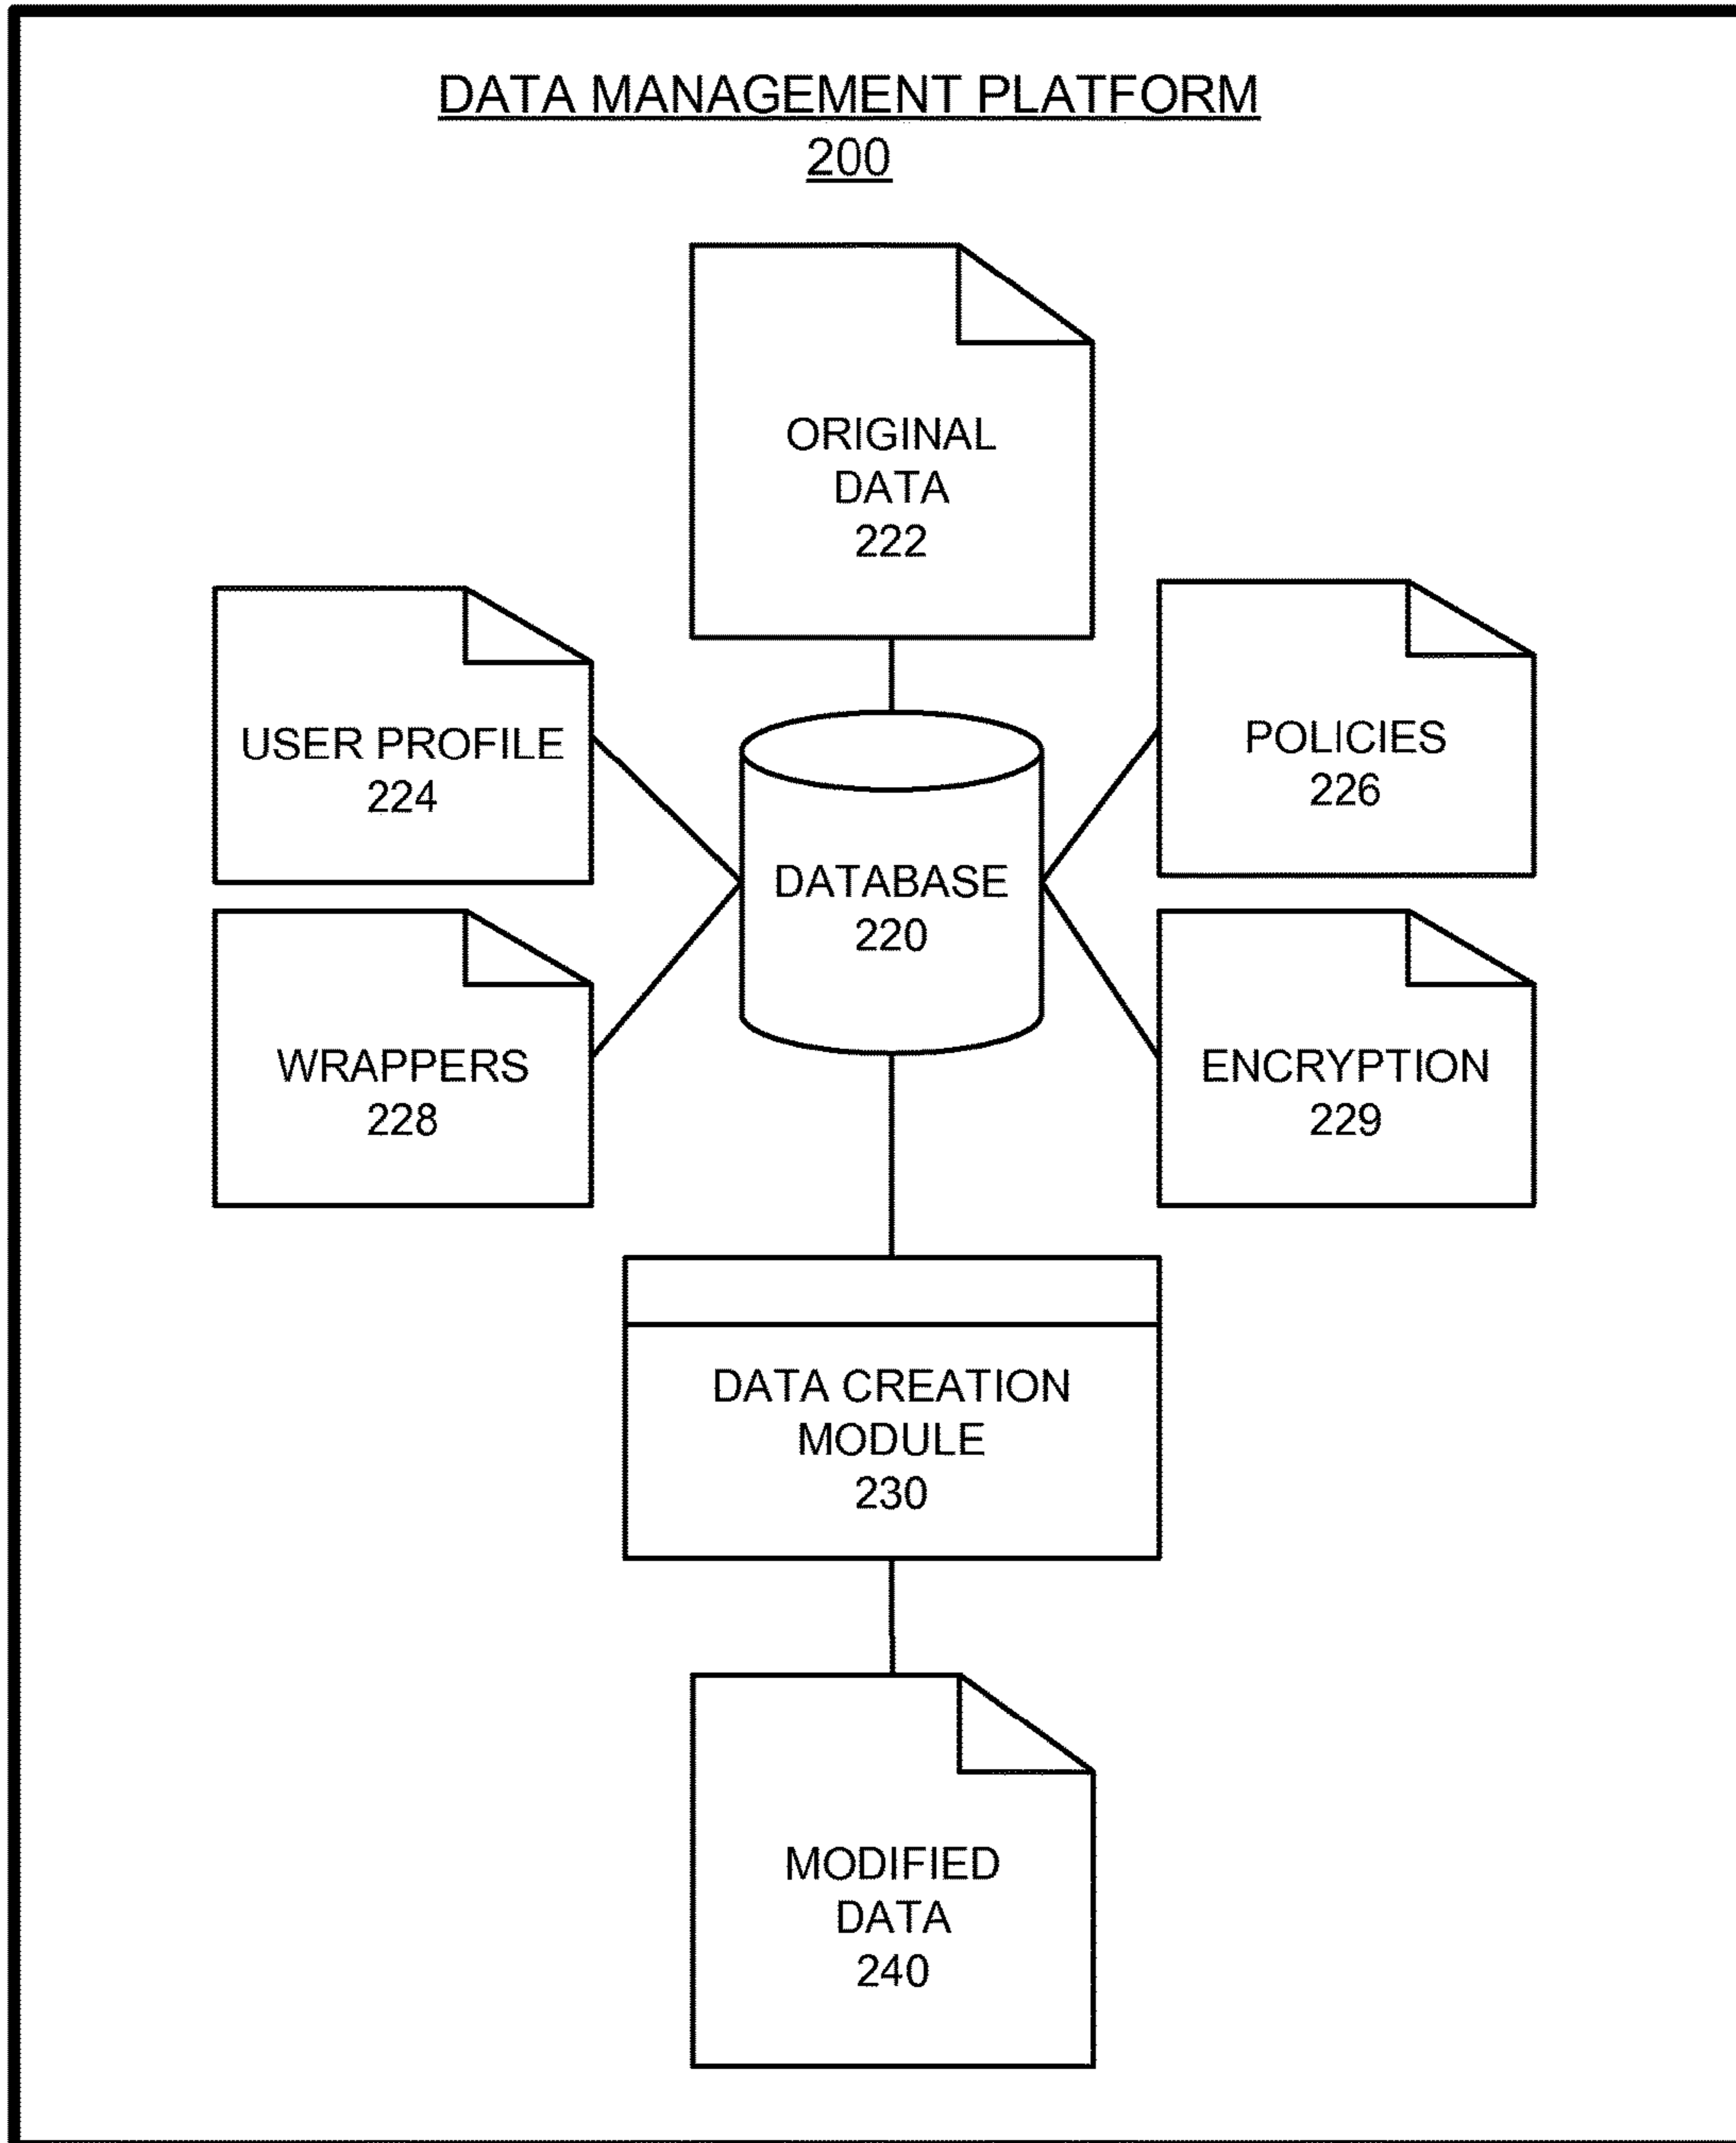 DATA MANAGEMENT PLATFORM
200
ORIGINAL
DATA
222
USER PROFILE
224
POLICIES
226
DATABASE
220
WRAPPERS
228
ENCRYPTION
229
DATA CREATION
MODULE
230
MODIFIED
DATA
240